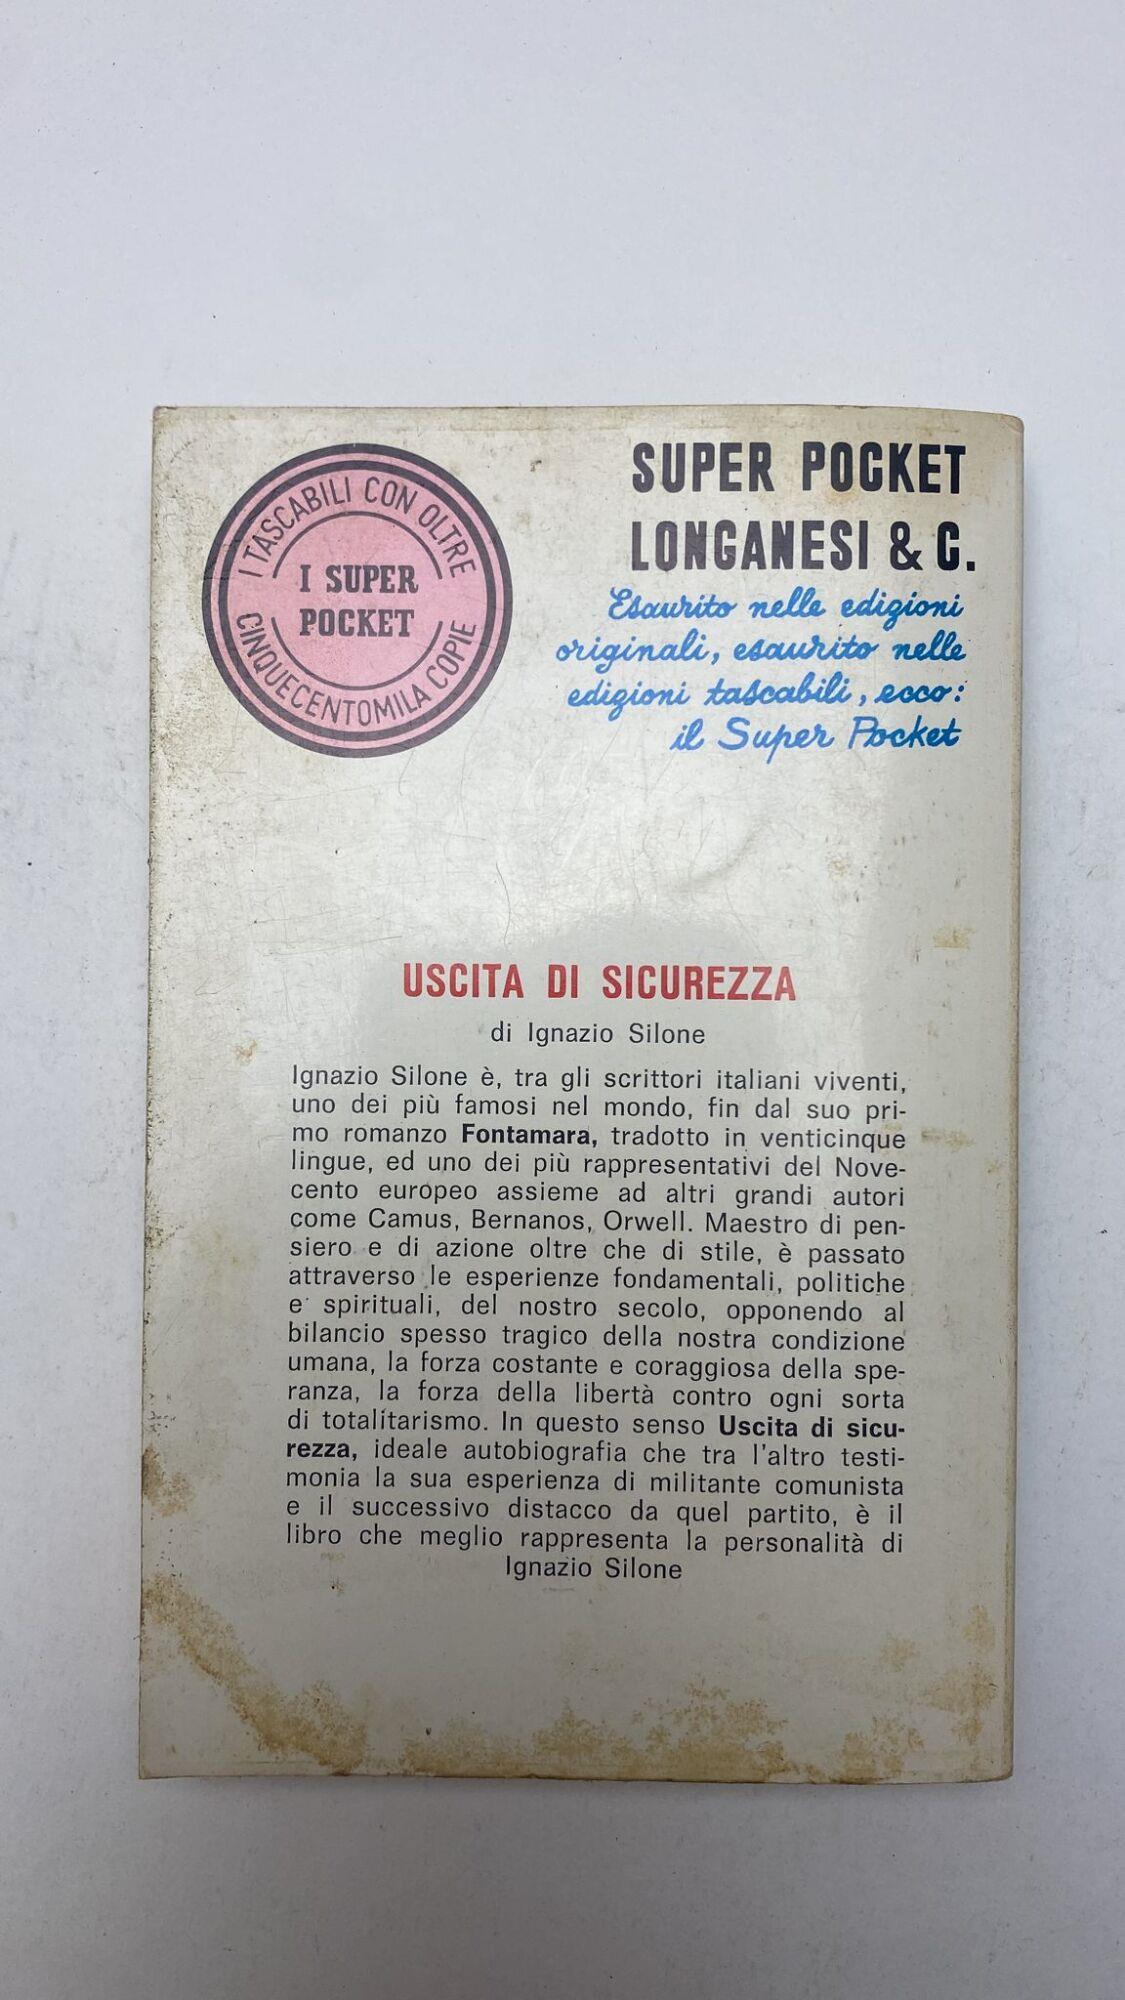 I TASCABILI CON OLTRE
I SUPER
POCKET
CINQUECENTOMILA COPIE
SUPER POCKET
LONGANESI & C.
Esaurito nelle edizioni
originali, esaurito nelle
edizioni tascabili, ecco:
il Super Pocket
USCITA DI SICUREZZA
di Ignazio Silone
Ignazio Silone è, tra gli scrittori italiani viventi,
uno dei più famosi nel mondo, fin dal suo pri-
mo romanzo Fontamara, tradotto in venticinque
lingue, ed uno dei più rappresentativi del Nove-
cento europeo assieme ad altri grandi autori
come Camus, Bernanos, Orwell. Maestro di pen-
siero e di azione oltre che di stile, è passato
attraverso le esperienze fondamentali, politiche
e spirituali, del nostro secolo, opponendo al
bilancio spesso tragico della nostra condizione
umana, la forza costante e coraggiosa della spe-
ranza, la forza della libertà contro ogni sorta
di totalitarismo. In questo senso Uscita di sicu-
rezza, ideale autobiografia che tra l'altro testi-
monia la sua esperienza di militante comunista
e il successivo distacco da quel partito, è il
libro che meglio rappresenta la personalità di
Ignazio Silone